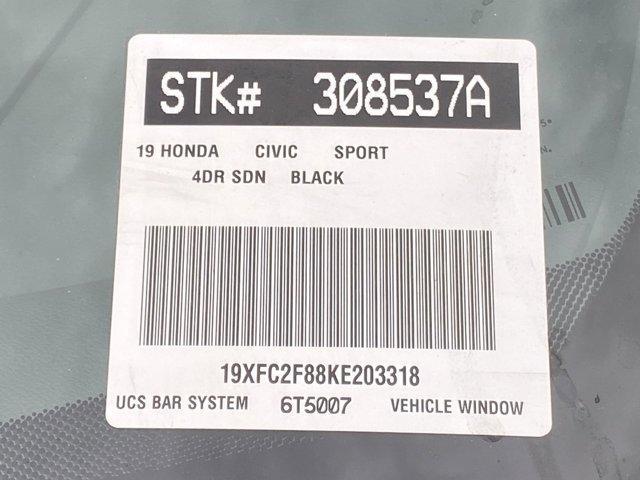 STK# 308537A
19 HONDA CIVIC SPORT
4DR SDN BLACK
19XFC2F88KE203318
UCS BAR SYSTEM 6T5007 VEHICLE WINDOW